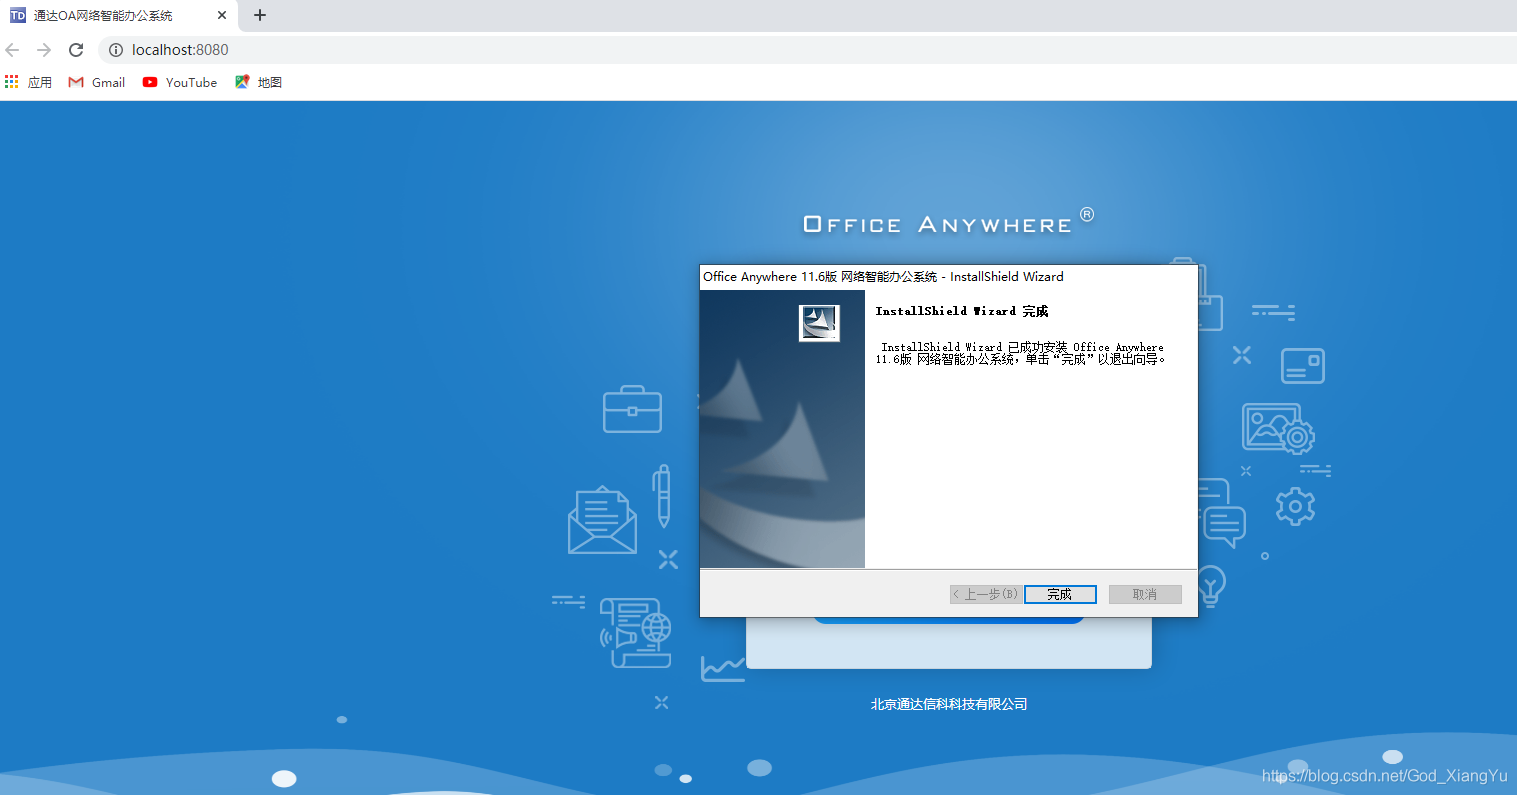 TD 通达OA网络智能办公系统
localhost:8080
应用 Gmail YouTube 地图
OFFICE ANYWHERE ®
Office Anywhere 11.6版 网络智能办公系统 - InstallShield Wizard
InstallShield Wizard 完成
InstallShield Wizard 已成功安装 Office Anywhere
11.6版 网络智能办公系统，单击“完成”以退出向导。
< 上一步(B) 完成 取消
北京通达信科科技有限公司
https://blog.csdn.net/God_XiangYu